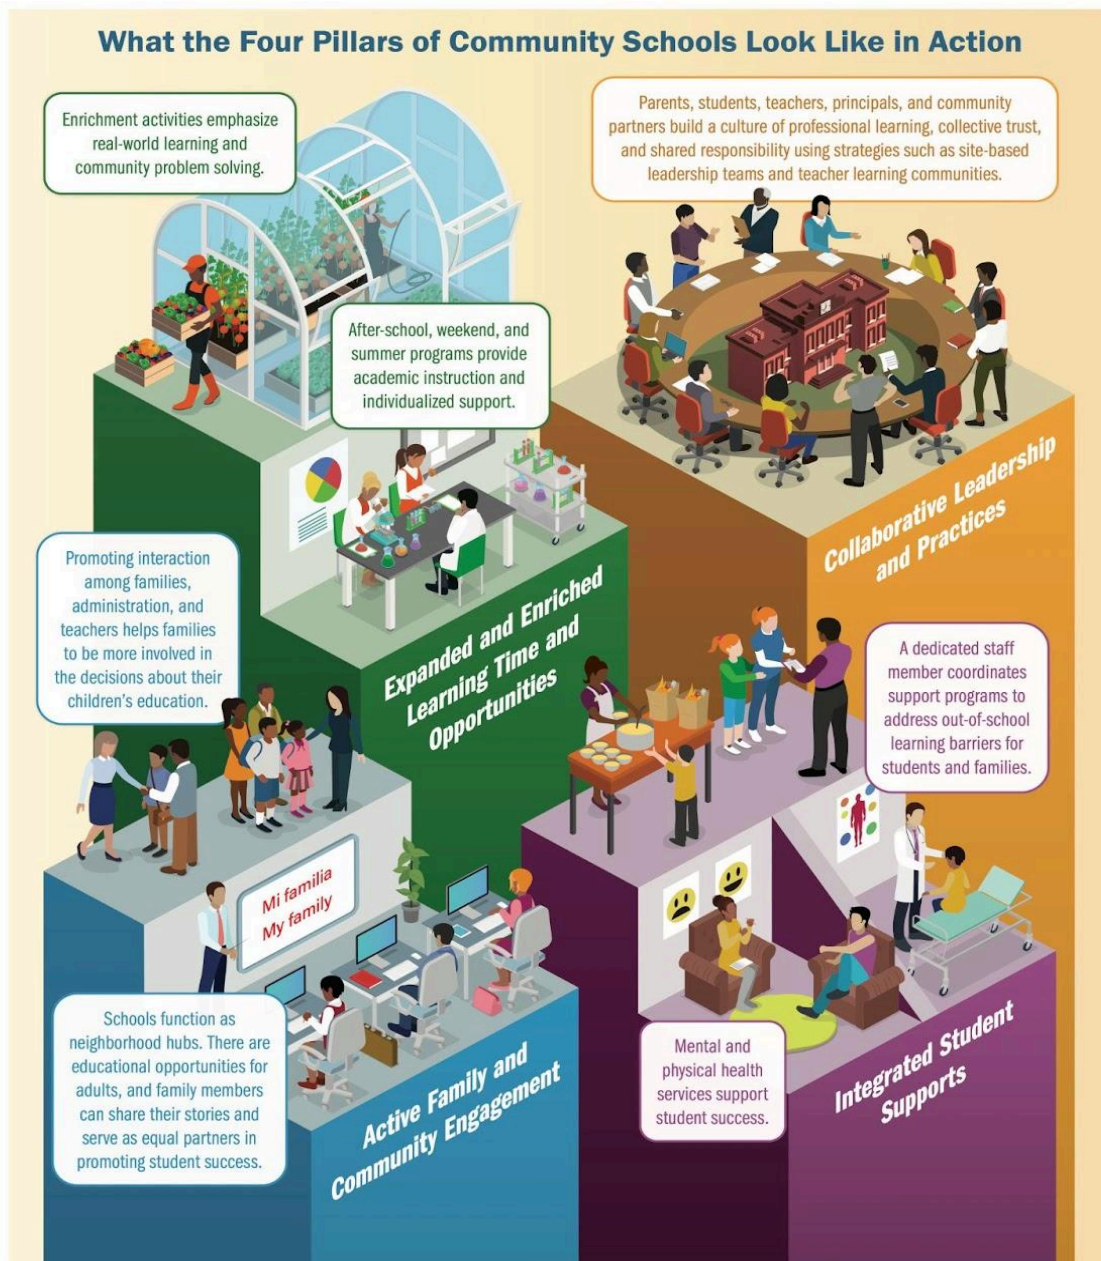 What the Four Pillars of Community Schools Look Like in Action
Enrichment activities emphasize
real-world learning and
community problem solving.
Parents, students, teachers, principals, and community
partners build a culture of professional learning, collective trust,
and shared responsibility using strategies such as site-based
leadership teams and teacher learning communities.
After-school, weekend, and
summer programs provide
academic instruction and
individualized support.
Collaborative Leadership
and Practices
Expanded and Enriched
Learning Time and
Opportunities
Promoting interaction
among families,
administration, and
teachers helps families
to be more involved in
the decisions about their
children's education.
A dedicated staff
member coordinates
support programs to
address out-of-school
learning barriers for
students and families.
Mi familia
My family
Schools function as
neighborhood hubs. There are
educational opportunities for
adults, and family members
can share their stories and
serve as equal partners in
promoting student success.
Active Family and
Community Engagement
Mental and
physical health
services support
student success.
Integrated Student
Supports